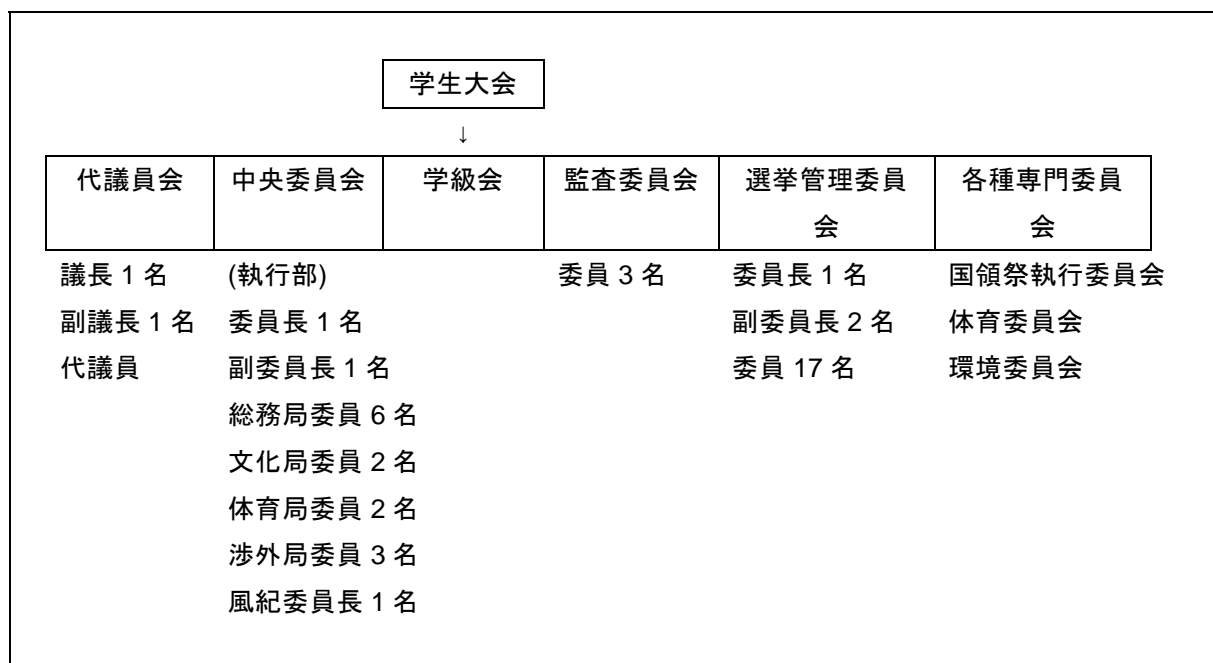 学生大会
↓
代議員会 中央委員会 学級会 監査委員会 選挙管理委員会 各種専門委員会
議長 1 名 (執行部) 委員 3 名 委員長 1 名 国領祭執行委員会
副議長 1 名 委員長 1 名 副委員長 2 名 体育委員会
代議員 副委員長 1 名 委員 17 名 環境委員会
総務局委員 6 名
文化局委員 2 名
体育局委員 2 名
渉外局委員 3 名
風紀委員長 1 名